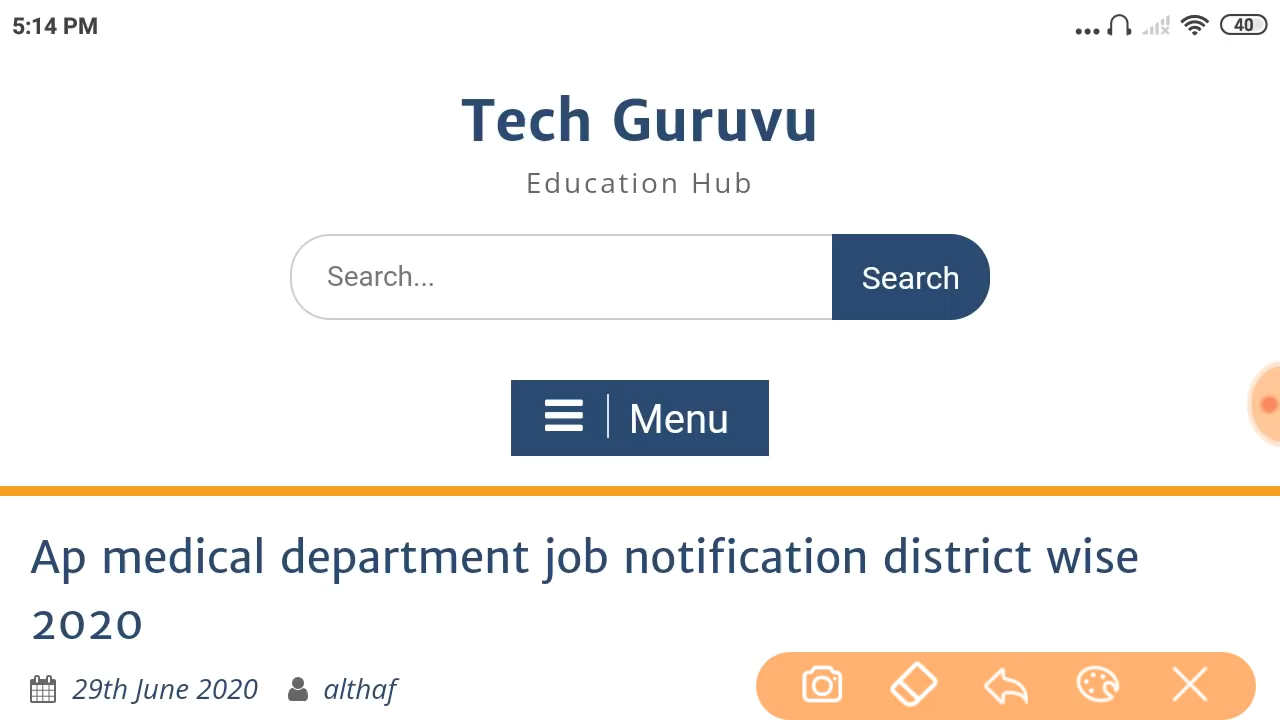 5:14 PM
40
Tech Guruvu
Education Hub
Search...
Search
Menu
Ap medical department job notification district wise
2020
29th June 2020 althaf